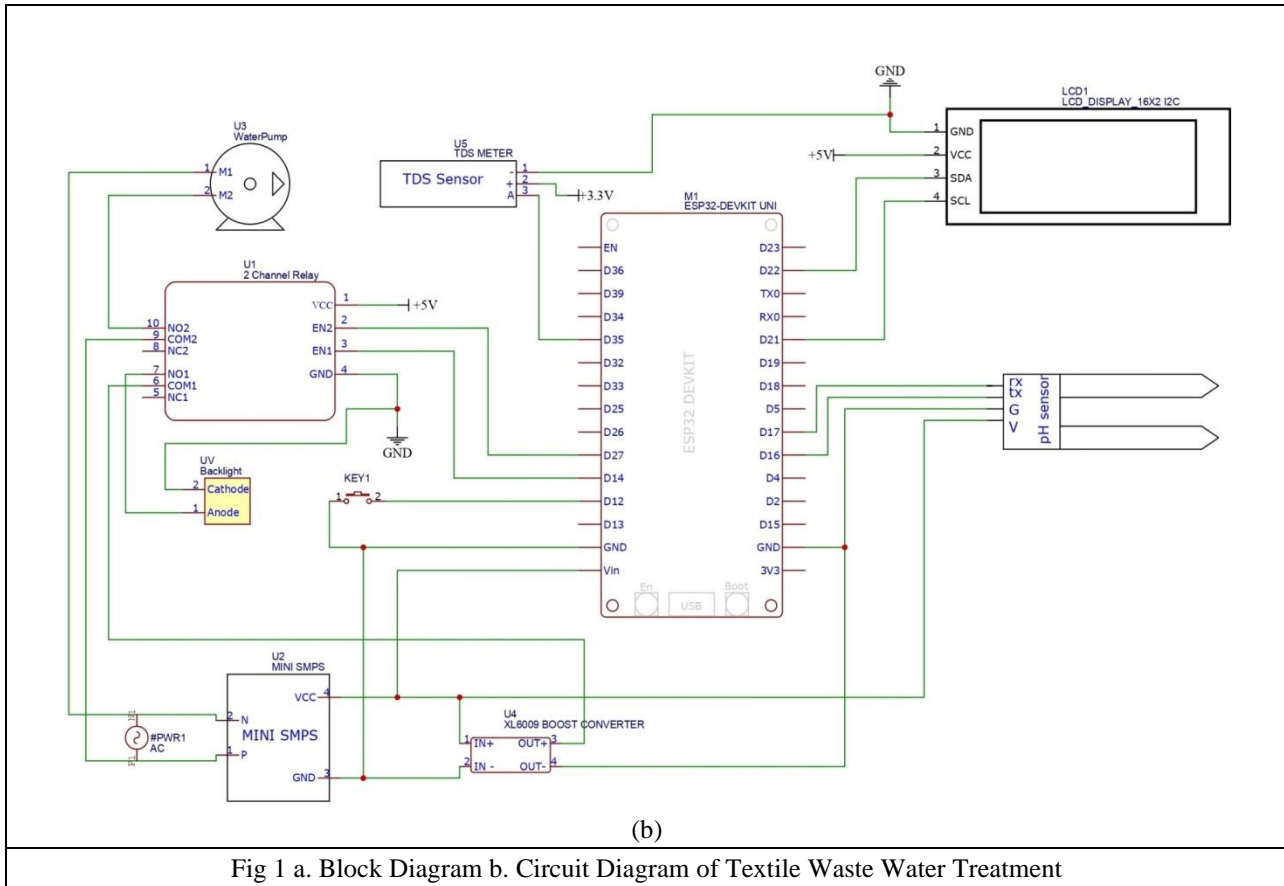 GND
LCD1
LCD_DISPLAY_16X2 I2C
1 GND
2 VCC
3 SDA
4 SCL
+5V
U3
WaterPump
1 M1
2 M2
U5
TDS METER
TDS Sensor
- 1
+ 2
A 3
+3.3V
M1
ESP32-DEVKIT UNI
EN
D36
D39
D34
D35
D32
D33
D25
D26
D27
D14
D12
D13
GND
Vin
D23
D22
TX0
RX0
D21
D19
D18
D5
D17
D16
D4
D2
D15
GND
3V3
ESP32 DEVKIT
En
USB
Boot
U1
2 Channel Relay
VCC 1
EN2 2
EN1 3
GND 4
+5V
10 NO2
9 COM2
8 NC2
7 NO1
6 COM1
5 NC1
GND
rx
tx
G
V
pH sensor
UV
Backlight
2 Cathode
1 Anode
KEY1
1 2
U2
MINI SMPS
VCC 4
2 N
MINI SMPS
1 P
GND 3
N1
#PWR1
AC
P1
U4
XL6009 BOOST CONVERTER
1 IN+ OUT+ 3
2 IN - OUT- 4
(b)
Fig 1 a. Block Diagram b. Circuit Diagram of Textile Waste Water Treatment